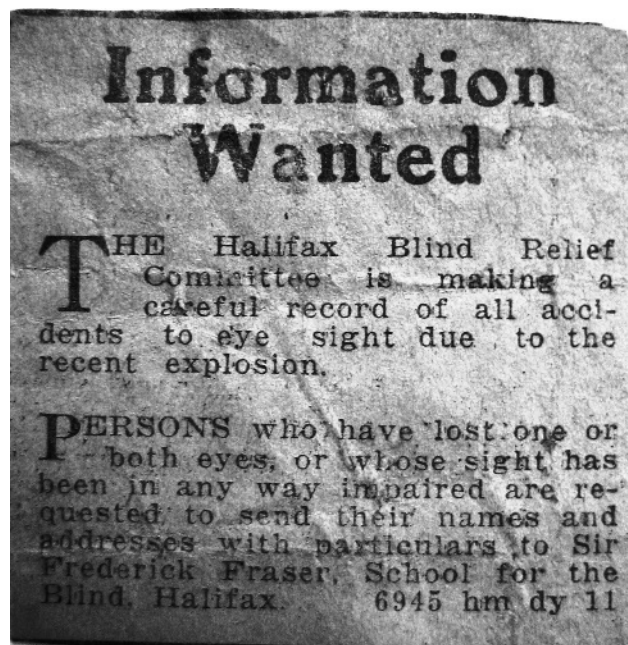 Information
Wanted
THE Halifax Blind Relief
Committee is making a
careful record of all acci-
dents to eye sight due to the
recent explosion.
PERSONS who have lost one or
both eyes, or whose sight has
been in any way impaired are re-
quested to send their names and
addresses with particulars to Sir
Frederick Fraser, School for the
Blind, Halifax. 6945 hm dy 11